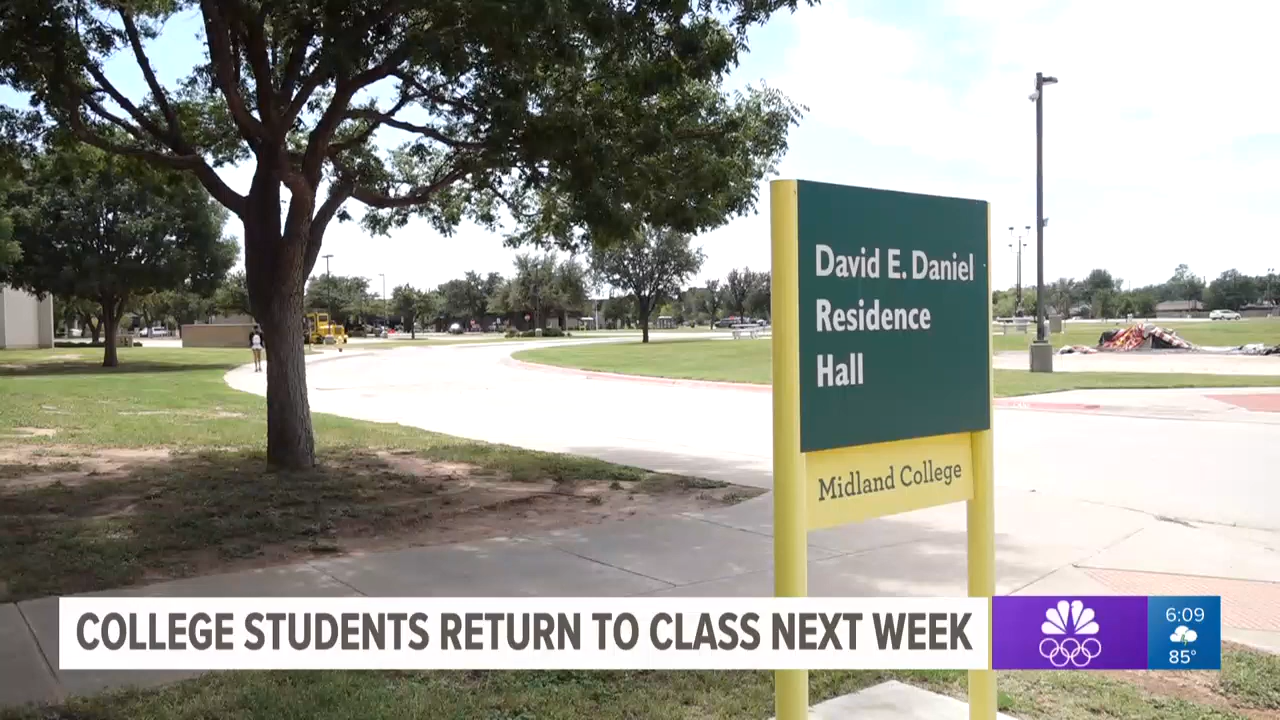 David E. Daniel
Residence
Hall
Midland College
COLLEGE STUDENTS RETURN TO CLASS NEXT WEEK
6:09
85°